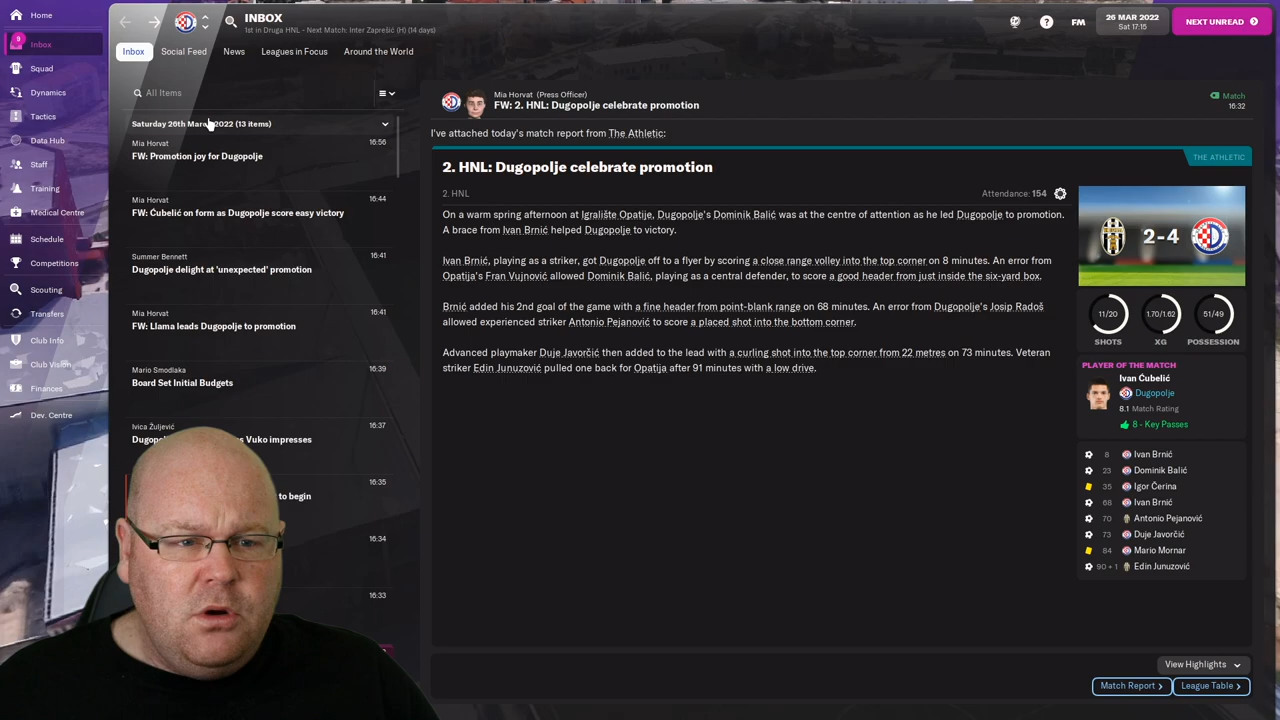 Home
9
Inbox
Squad
Dynamics
Tactics
Data Hub
Staff
Training
Medical Centre
Schedule
Competitions
Scouting
Transfers
Club Info
Club Vision
Finances
Dev. Centre
INBOX
1st in Druga HNL - Next Match: Inter Zaprešić (H) (14 days)
FM
26 MAR 2022
Sat 17:15
NEXT UNREAD
Inbox
Social Feed
News
Leagues in Focus
Around the World
All Items
Saturday 26th March 2022 (13 items)
Mia Horvat
16:56
FW: Promotion joy for Dugopolje
Mia Horvat
16:44
FW: Čubelić on form as Dugopolje score easy victory
Summer Bennett
16:41
Dugopolje delight at 'unexpected' promotion
Mia Horvat
16:41
FW: Llama leads Dugopolje to promotion
Mario Smodlaka
16:39
Board Set Initial Budgets
Ivica Žuljević
16:37
Vuko impresses
16:35
to begin
16:34
16:33
Mia Horvat (Press Officer)
FW: 2. HNL: Dugopolje celebrate promotion
Match
16:32
I've attached today's match report from The Athletic:
THE ATHLETIC
2. HNL: Dugopolje celebrate promotion
2. HNL
Attendance: 154
On a warm spring afternoon at Igralište Opatije, Dugopolje's Dominik Balić was at the centre of attention as he led Dugopolje to promotion.
A brace from Ivan Brnić helped Dugopolje to victory.
Ivan Brnić, playing as a striker, got Dugopolje off to a flyer by scoring a close range volley into the top corner on 8 minutes. An error from
Opatija's Fran Vujnović allowed Dominik Balić, playing as a central defender, to score a good header from just inside the six-yard box.
Brnić added his 2nd goal of the game with a fine header from point-blank range on 68 minutes. An error from Dugopolje's Josip Radoš
allowed experienced striker Antonio Pejanović to score a placed shot into the bottom corner.
Advanced playmaker Duje Javorčić then added to the lead with a curling shot into the top corner from 22 metres on 73 minutes. Veteran
striker Edin Junuzović pulled one back for Opatija after 91 minutes with a low drive.
2-4
11/20
1.70/1.62
51/49
SHOTS
XG
POSSESSION
PLAYER OF THE MATCH
Ivan Čubelić
Dugopolje
8.1 Match Rating
8 - Key Passes
8 Ivan Brnić
23 Dominik Balić
35 Igor Čerina
68 Ivan Brnić
70 Antonio Pejanović
73 Duje Javorčić
84 Mario Mornar
90 + 1 Edin Junuzović
View Highlights
Match Report
League Table